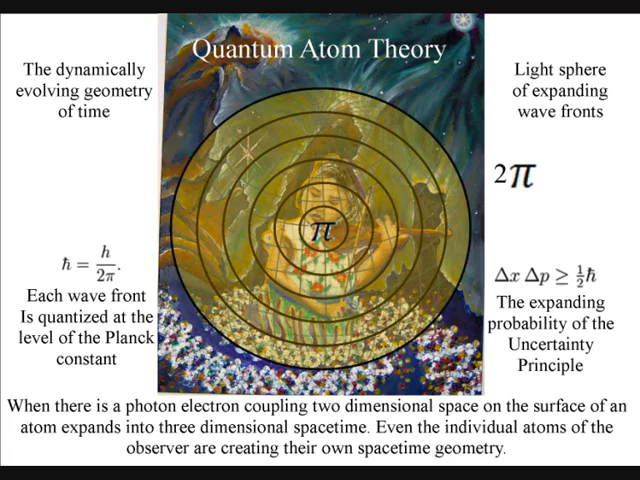 Quantum Atom Theory
The dynamically
evolving geometry
of time
Light sphere
of expanding
wave fronts
2π
π
ħ = h / 2π.
Each wave front
Is quantized at the
level of the Planck
constant
Δx Δp ≥ ½ħ
The expanding
probability of the
Uncertainty
Principle
When there is a photon electron coupling two dimensional space on the surface of an
atom expands into three dimensional spacetime. Even the individual atoms of the
observer are creating their own spacetime geometry.